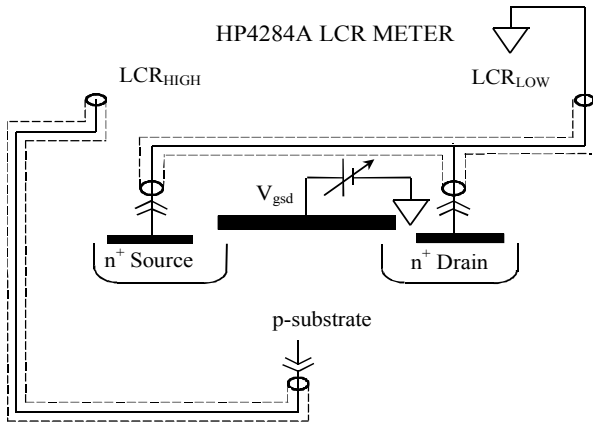 HP4284A LCR METER
LCR_HIGH
LCR_LOW
V_gsd
n⁺ Source
n⁺ Drain
p-substrate